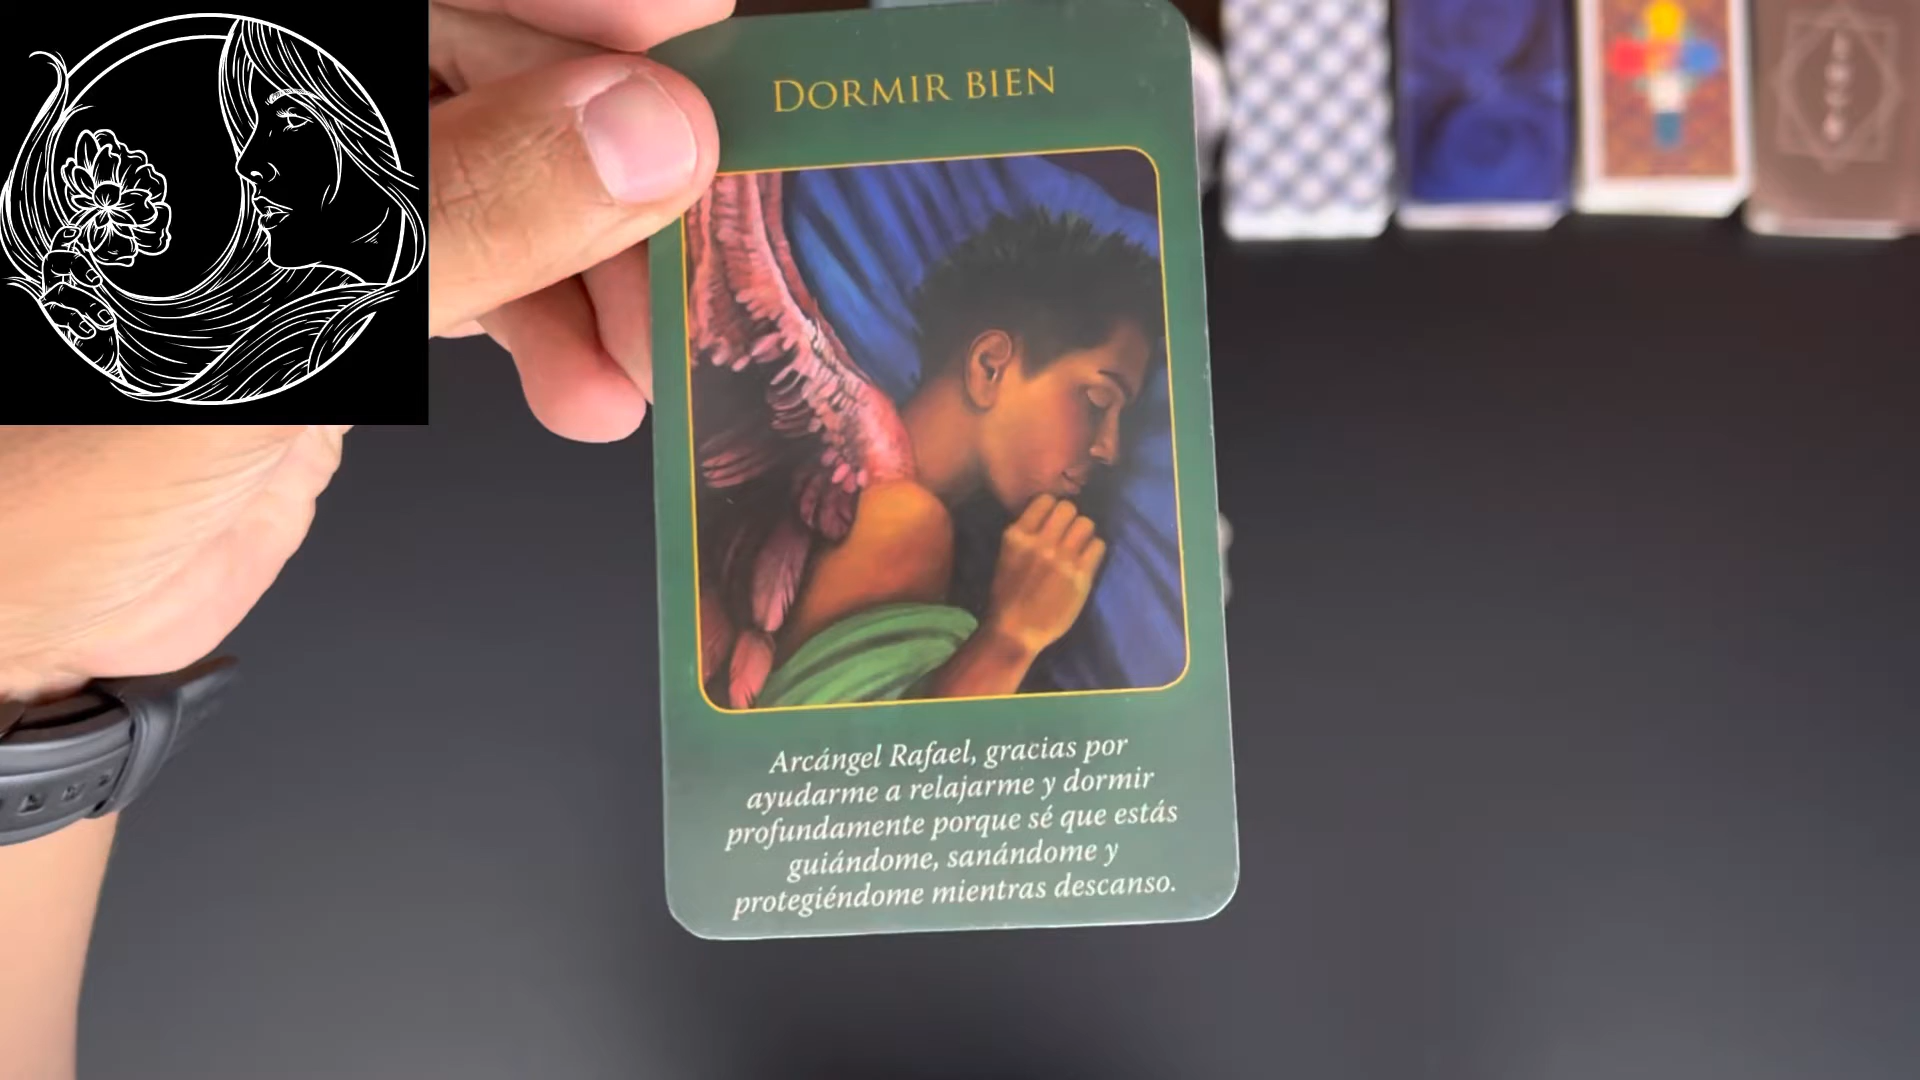 DORMIR BIEN
Arcángel Rafael, gracias por
ayudarme a relajarme y dormir
profundamente porque sé que estás
guiándome, sanándome y
protegiéndome mientras descanso.